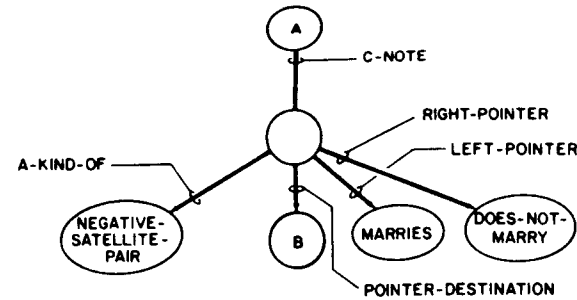 A
C-NOTE
RIGHT-POINTER
LEFT-POINTER
A-KIND-OF
NEGATIVE-
SATELLITE-
PAIR
B
MARRIES
DOES-NOT-
MARRY
POINTER-DESTINATION